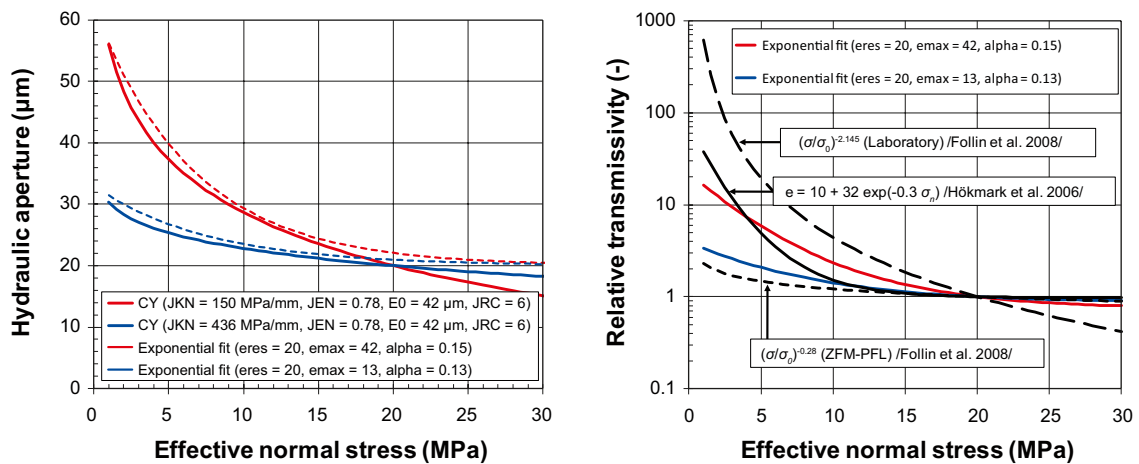 60
50
40
30
20
10
0
Hydraulic aperture (µm)
CY (JKN = 150 MPa/mm, JEN = 0.78, E0 = 42 µm, JRC = 6)
CY (JKN = 436 MPa/mm, JEN = 0.78, E0 = 42 µm, JRC = 6)
Exponential fit (eres = 20, emax = 42, alpha = 0.15)
Exponential fit (eres = 20, emax = 13, alpha = 0.13)
0 5 10 15 20 25 30
Effective normal stress (MPa)
1000
100
10
1
0.1
Relative transmissivity (-)
Exponential fit (eres = 20, emax = 42, alpha = 0.15)
Exponential fit (eres = 20, emax = 13, alpha = 0.13)
(σ/σ₀)⁻²·¹⁴⁵ (Laboratory) /Follin et al. 2008/
e = 10 + 32 exp(-0.3 σₙ) /Hökmark et al. 2006/
(σ/σ₀)⁻⁰·²⁸ (ZFM-PFL) /Follin et al. 2008/
0 5 10 15 20 25 30
Effective normal stress (MPa)